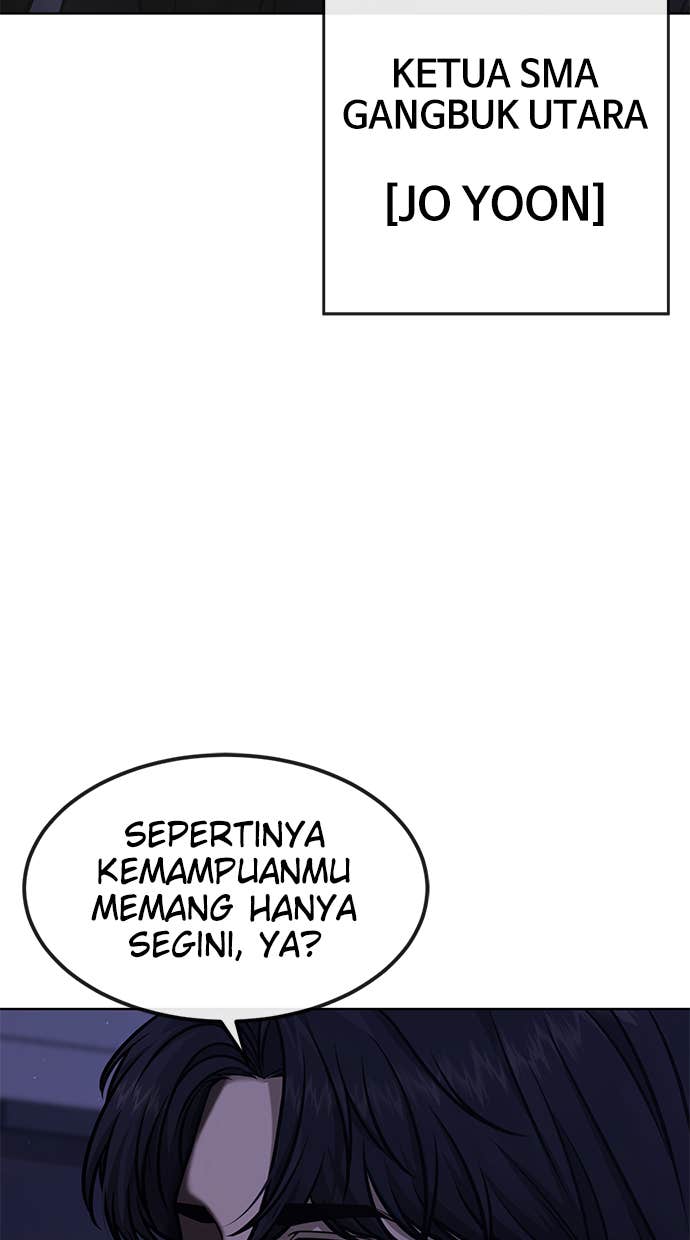 KETUA SMA
GANGBUK UTARA
[JO YOON]
SEPERTINYA
KEMAMPUANMU
MEMANG HANYA
SEGINI, YA?